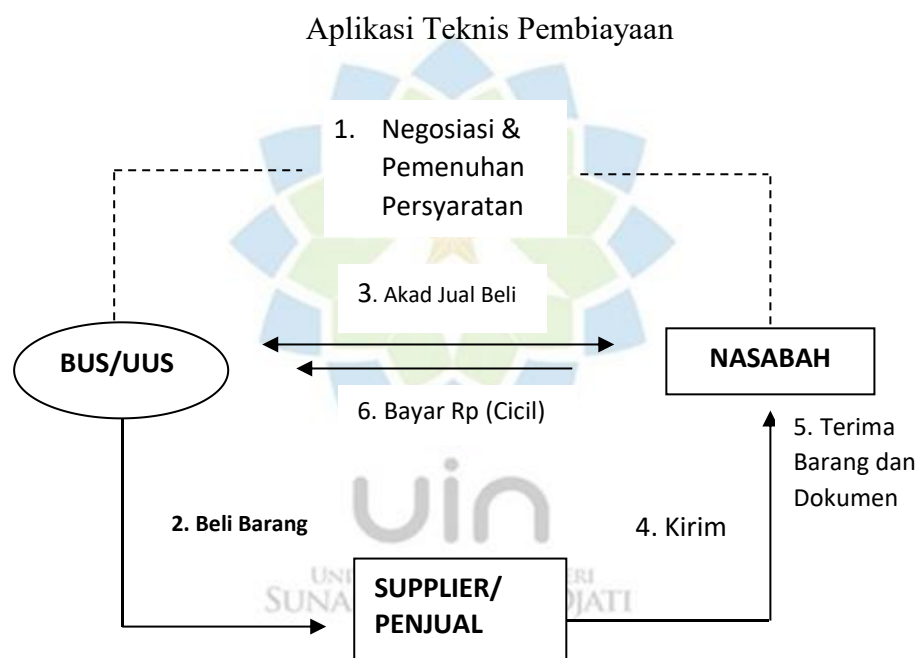 Aplikasi Teknis Pembiayaan
1. Negosiasi &
Pemenuhan
Persyaratan
3. Akad Jual Beli
BUS/UUS
NASABAH
6. Bayar Rp (Cicil)
5. Terima
Barang dan
Dokumen
2. Beli Barang
uin
4. Kirim
SUPPLIER/
PENJUAL